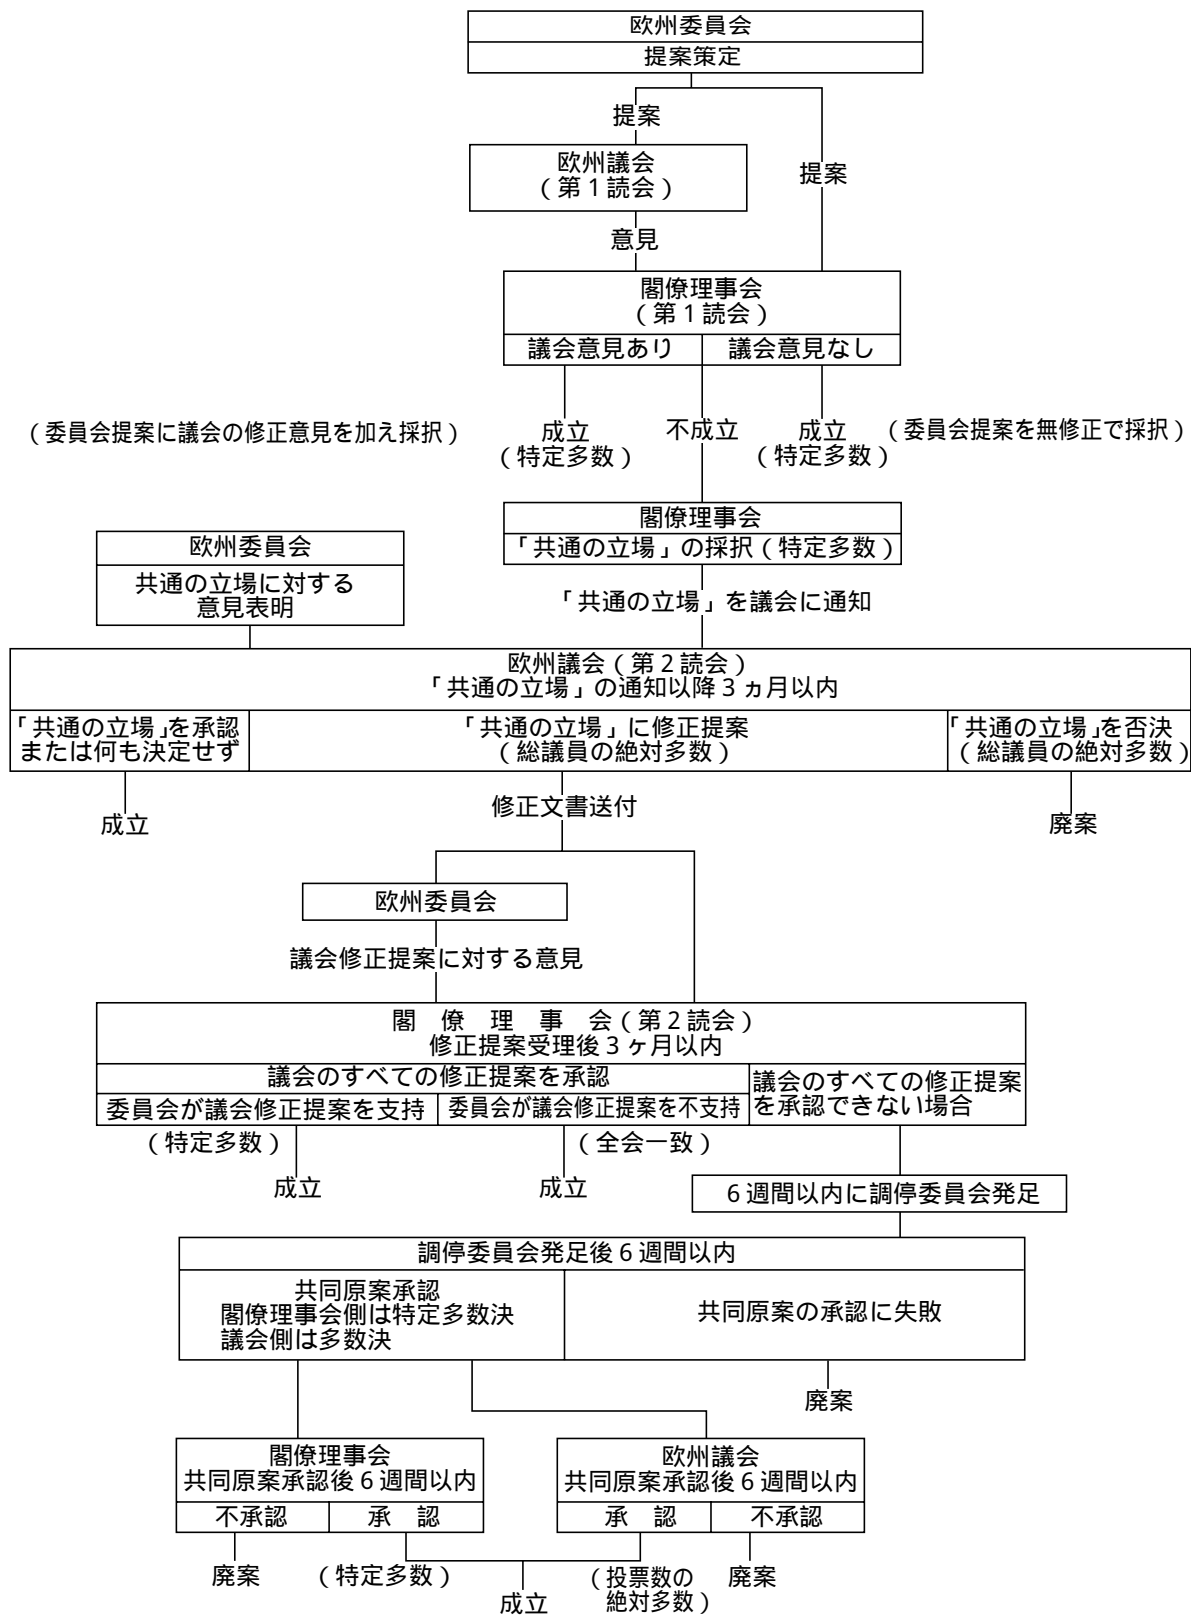 欧州委員会
提案策定
提案
提案
欧州議会
(第1読会)
意見
閣僚理事会
(第1読会)
議会意見あり
議会意見なし
(委員会提案に議会の修正意見を加え採択)
成立
(特定多数)
不成立
成立
(特定多数)
(委員会提案を無修正で採択)
閣僚理事会
「共通の立場」の採択(特定多数)
欧州委員会
共通の立場に対する
意見表明
「共通の立場」を議会に通知
欧州議会(第2読会)
「共通の立場」の通知以降3ヵ月以内
「共通の立場」を承認
または何も決定せず
「共通の立場」に修正提案
(総議員の絶対多数)
「共通の立場」を否決
(総議員の絶対多数)
成立
修正文書送付
廃案
欧州委員会
議会修正提案に対する意見
閣 僚 理 事 会(第2読会)
修正提案受理後3ヶ月以内
議会のすべての修正提案を承認
議会のすべての修正提案
を承認できない場合
委員会が議会修正提案を支持
委員会が議会修正提案を不支持
(特定多数)
(全会一致)
成立
成立
6週間以内に調停委員会発足
調停委員会発足後6週間以内
共同原案承認
閣僚理事会側は特定多数決
議会側は多数決
共同原案の承認に失敗
廃案
閣僚理事会
共同原案承認後6週間以内
不承認
承 認
欧州議会
共同原案承認後6週間以内
承 認
不承認
廃案
(特定多数)
成立
(投票数の
絶対多数)
廃案